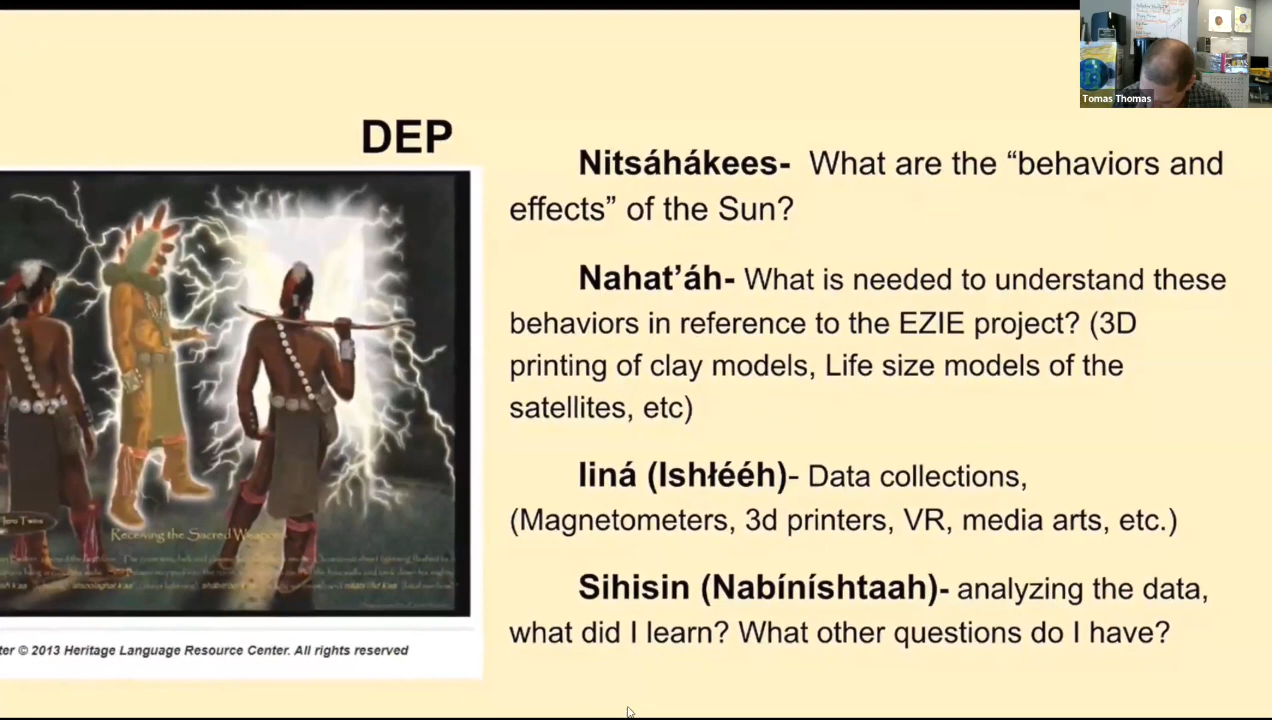 Tomas Thomas
DEP
Nitsáhákees- What are the “behaviors and
effects” of the Sun?
Nahat’áh- What is needed to understand these
behaviors in reference to the EZIE project? (3D
printing of clay models, Life size models of the
satellites, etc)
Iiná (Ishłééh)- Data collections,
(Magnetometers, 3d printers, VR, media arts, etc.)
Sihisin (Nabíníshtaah)- analyzing the data,
what did I learn? What other questions do I have?
Hero Twins
Receiving the Sacred Weapons
ter © 2013 Heritage Language Resource Center. All rights reserved